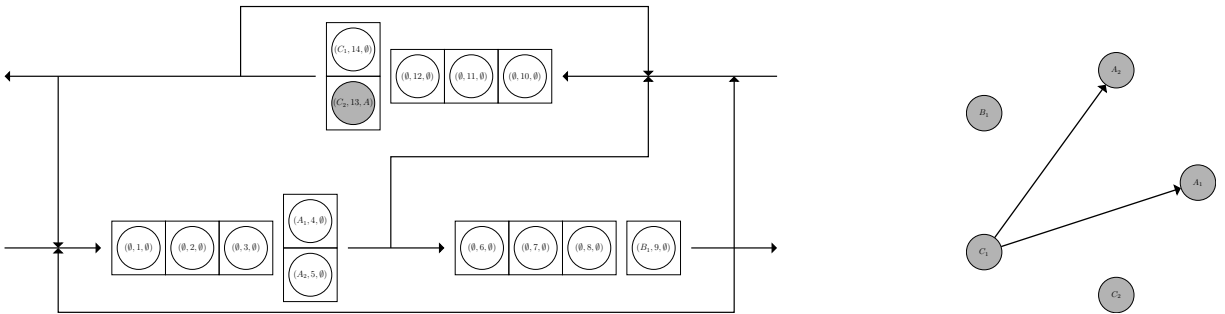 (C₁, 14, ∅)
(∅, 12, ∅) (∅, 11, ∅) (∅, 10, ∅)
(C₂, 13, A)
(A₁, 4, ∅)
(∅, 1, ∅) (∅, 2, ∅) (∅, 3, ∅)
(A₂, 5, ∅)
(∅, 6, ∅) (∅, 7, ∅) (∅, 8, ∅) (B₁, 9, ∅)
A₂
B₁
A₁
C₁
C₂